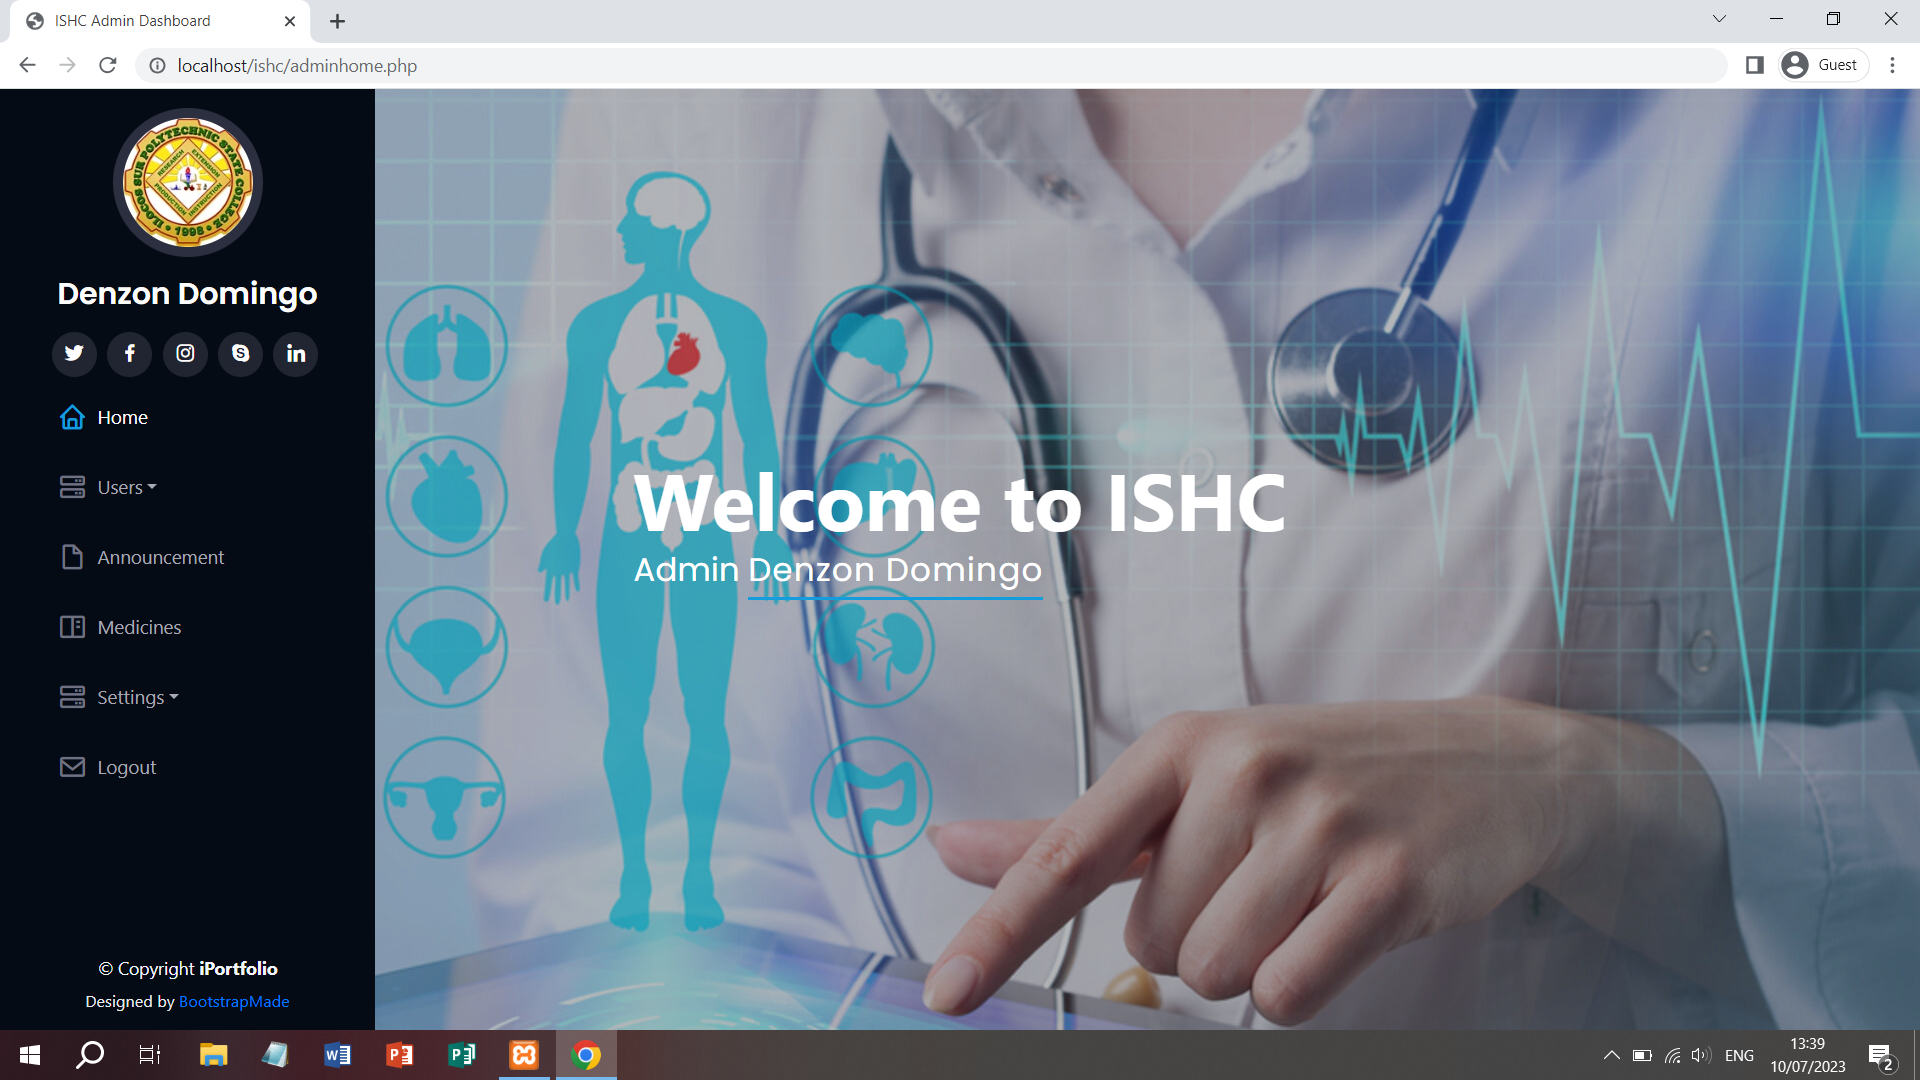 ISHC Admin Dashboard
localhost/ishc/adminhome.php
Guest
ILOCOS SUR POLYTECHNIC STATE COLLEGE
RESEARCH EXTENSION
PRODUCTION INSTRUCTION
1998
Denzon Domingo
Home
Users
Announcement
Medicines
Settings
Logout
© Copyright iPortfolio
Designed by BootstrapMade
Welcome to ISHC
Admin Denzon Domingo
ENG
13:39
10/07/2023
2